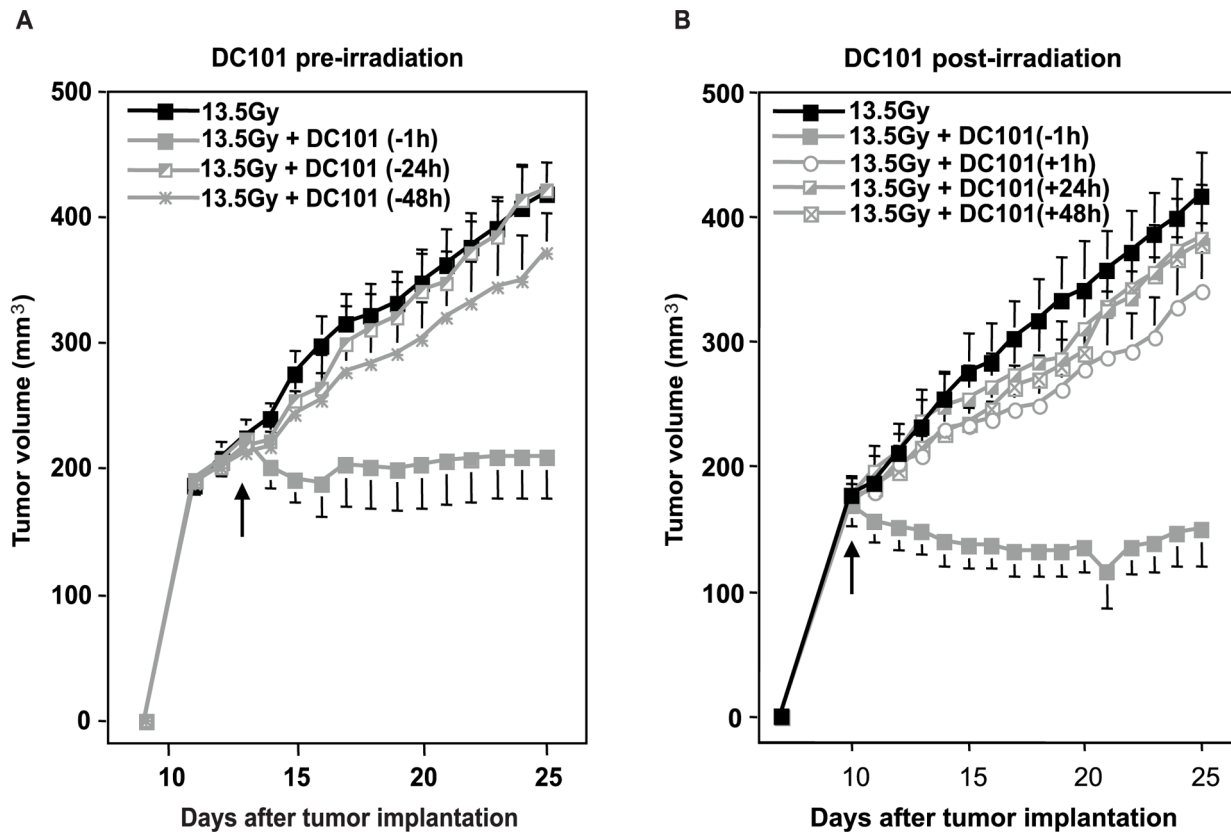 A
DC101 pre-irradiation
500
400
300
200
100
0
Tumor volume (mm³)
13.5Gy
13.5Gy + DC101 (-1h)
13.5Gy + DC101 (-24h)
13.5Gy + DC101 (-48h)
10 15 20 25
Days after tumor implantation
B
DC101 post-irradiation
500
400
300
200
100
0
Tumor volume (mm³)
13.5Gy
13.5Gy + DC101(-1h)
13.5Gy + DC101(+1h)
13.5Gy + DC101(+24h)
13.5Gy + DC101(+48h)
10 15 20 25
Days after tumor implantation